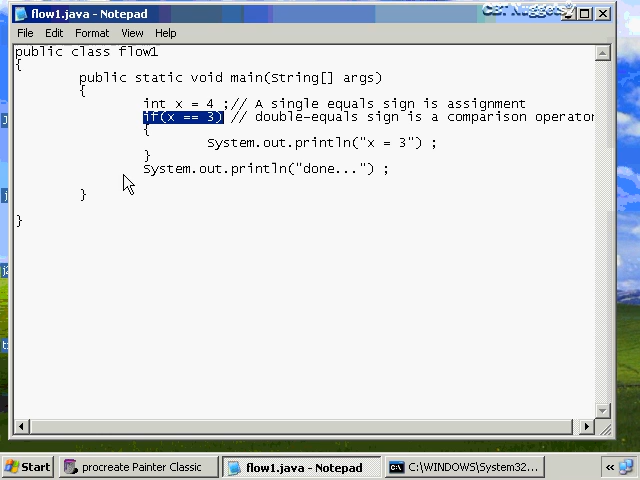 flow1.java - Notepad
CBT Nuggets
File Edit Format View Help
public class flow1
{
public static void main(String[] args)
{
int x = 4 ;// A single equals sign is assignment
if(x == 3) // double-equals sign is a comparison operator
{
System.out.println("x = 3") ;
}
System.out.println("done...") ;
}
}
Start
procreate Painter Classic
flow1.java - Notepad
C:\WINDOWS\System32...